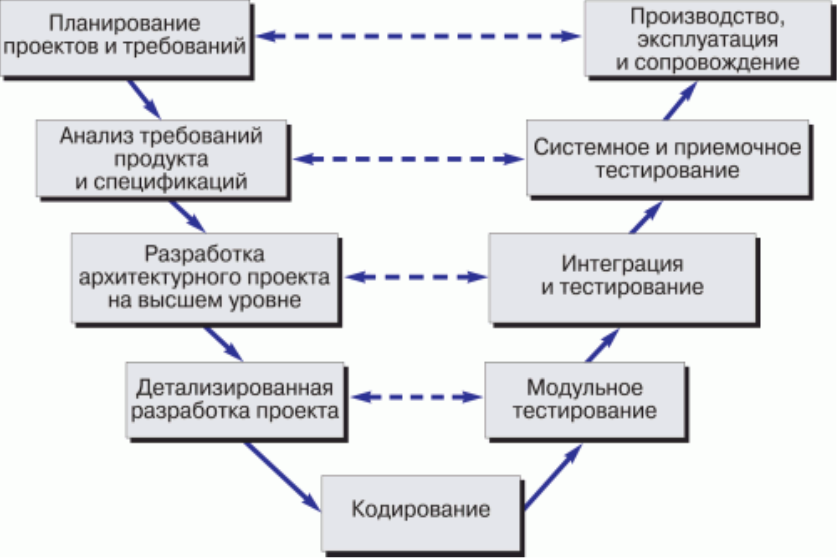 Планирование
проектов и требований
Производство,
эксплуатация
и сопровождение
Анализ требований
продукта
и спецификаций
Системное и приемочное
тестирование
Разработка
архитектурного проекта
на высшем уровне
Интеграция
и тестирование
Детализированная
разработка проекта
Модульное
тестирование
Кодирование